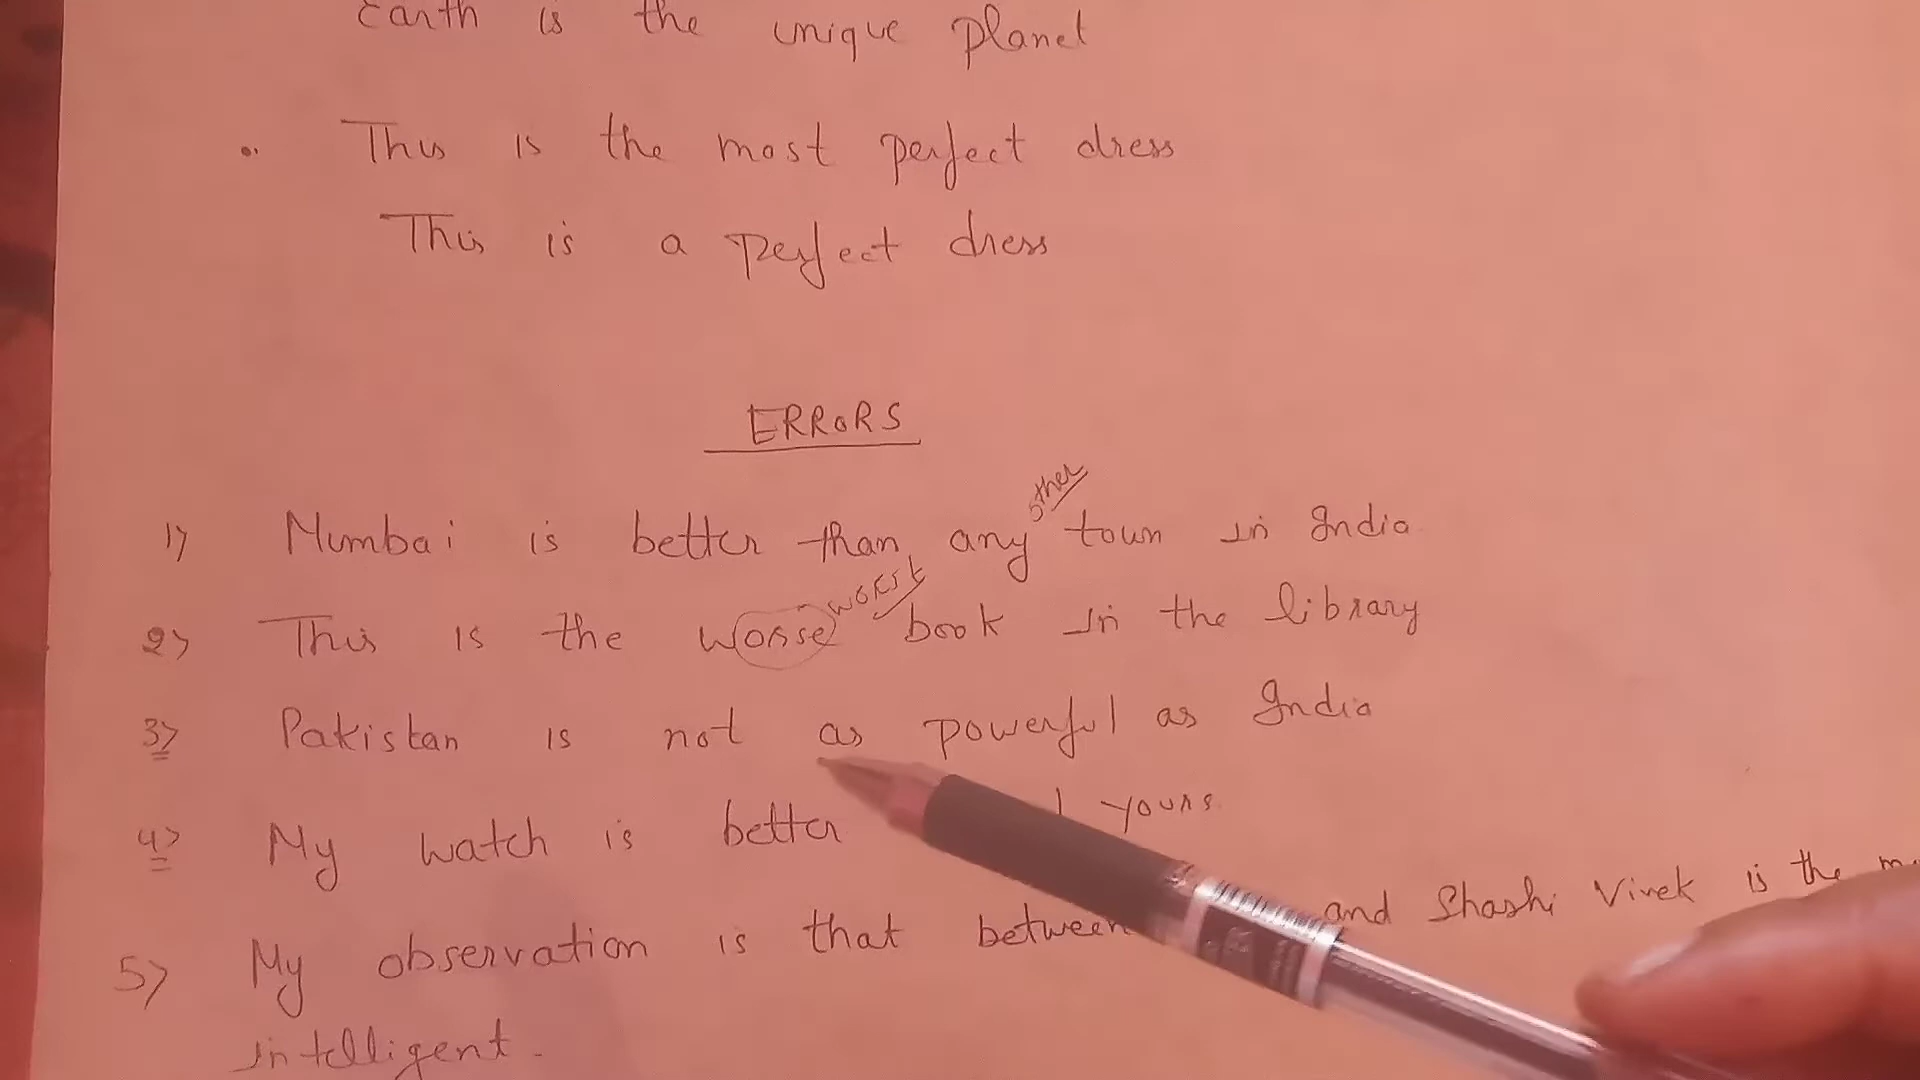 Earth is the unique planet
This is the most perfect dress
This is a perfect dress
ERRORS
other
1) Mumbai is better than any town in India
worst
2) This is the worse book in the library
3) Pakistan is not as powerful as India
4) My watch is better yours
5) My observation is that between and Shashi Vivek is the
intelligent.